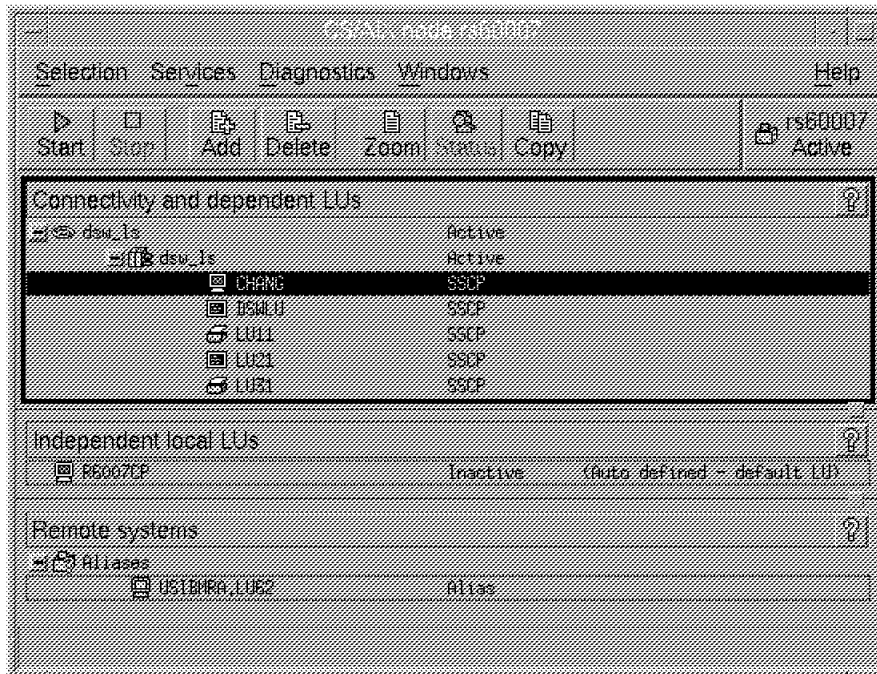 CS/AIX node rs60007
Selection Services Diagnostics Windows Help
Start Stop Add Delete Zoom Status Copy rs60007 Active
Connectivity and dependent LUs ?
dsw_ls Active
dsw_ls Active
CHANG SSCP
DSWLU SSCP
LU11 SSCP
LU21 SSCP
LU31 SSCP
Independent local LUs ?
R6007CP Inactive (Auto defined - default LU)
Remote systems ?
Aliases
USIBMRA.LU62 Alias